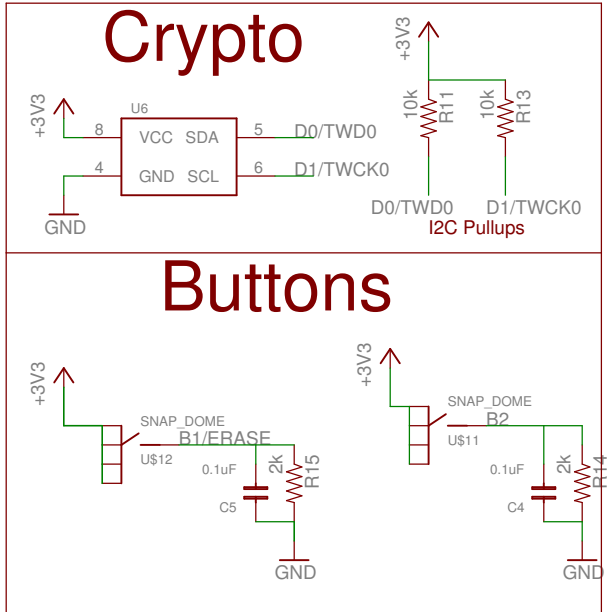 Crypto
+3V3
U6
8 VCC SDA 5 D0/TWD0
4 GND SCL 6 D1/TWCK0
GND
+3V3
10k R11 10k R13
D0/TWD0 D1/TWCK0
I2C Pullups
Buttons
+3V3
SNAP_DOME
B1/ERASE
U$12
0.1uF 2k R15
C5
GND
+3V3
SNAP_DOME
B2
U$11
0.1uF 2k R14
C4
GND